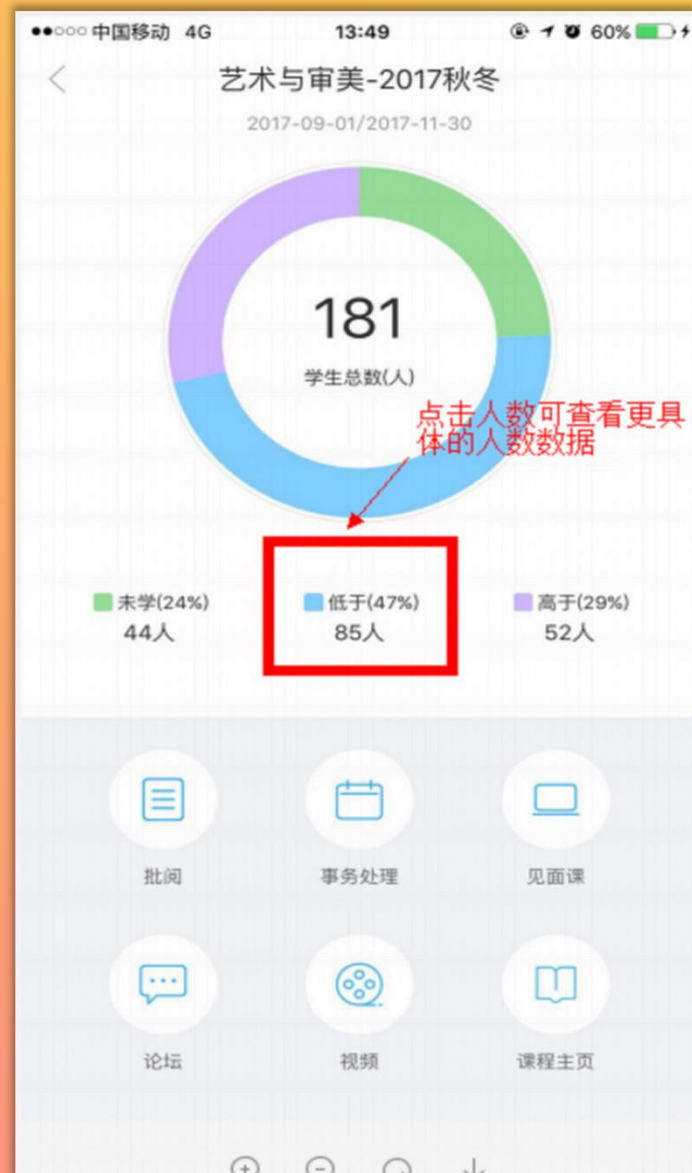 中国移动 4G 13:49 60%
艺术与审美-2017秋冬
2017-09-01/2017-11-30
181
学生总数(人)
点击人数可查看更具
体的人数数据
未学(24%) 低于(47%) 高于(29%)
44人 85人 52人
批阅 事务处理 见面课
论坛 视频 课程主页